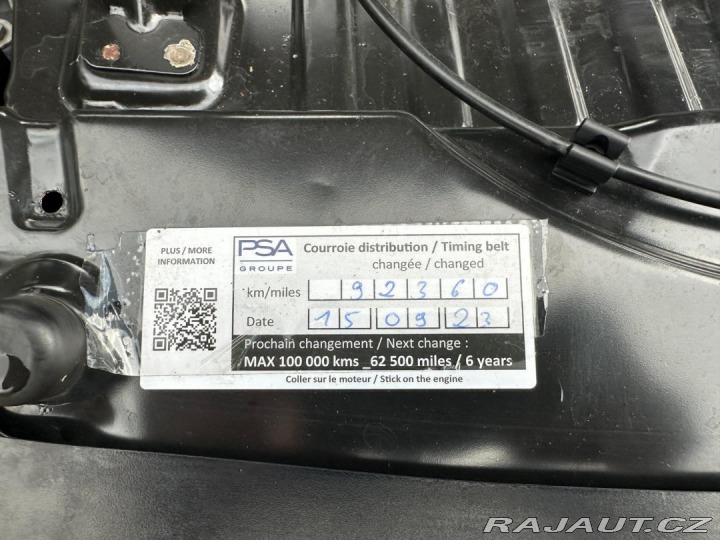 PLUS / MORE
INFORMATION
PSA
GROUPE
Courroie distribution / Timing belt
changée / changed
km/miles 92360
Date 150923
Prochain changement / Next change :
MAX 100 000 kms _62 500 miles / 6 years
Coller sur le moteur / Stick on the engine
RAJAUT.CZ